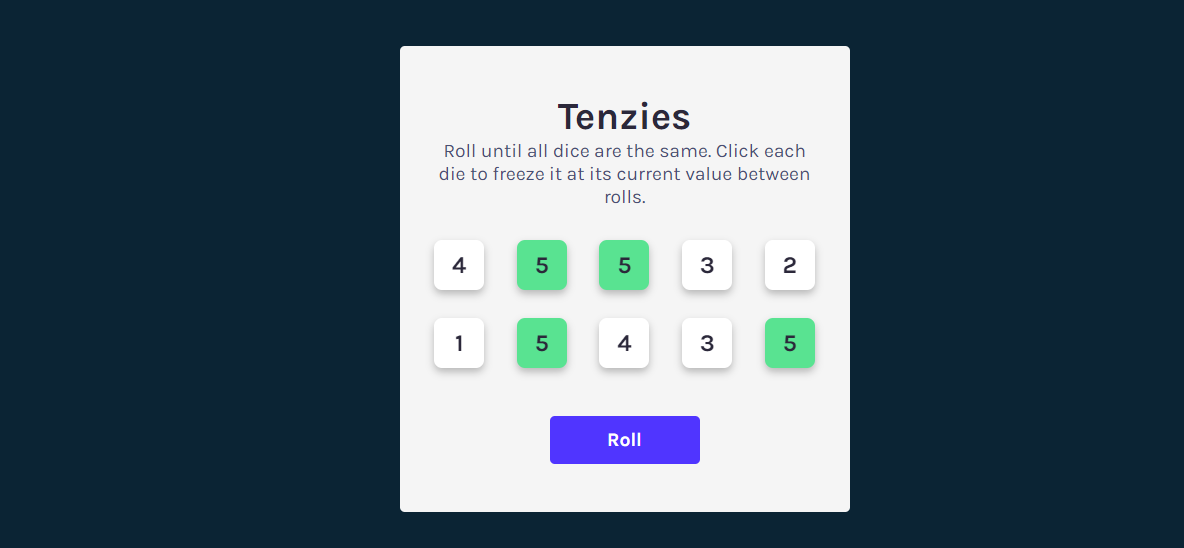 Tenzies
Roll until all dice are the same. Click each
die to freeze it at its current value between
rolls.
4 5 5 3 2
1 5 4 3 5
Roll